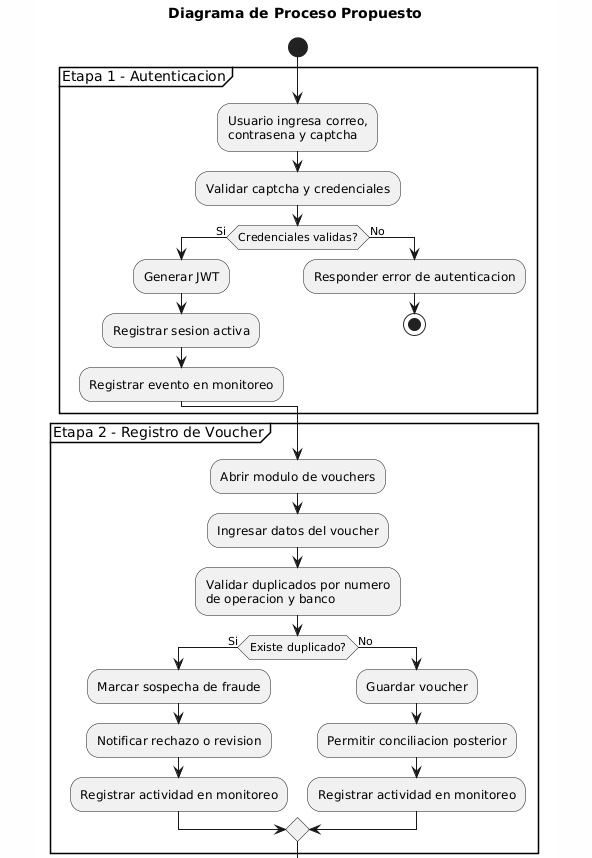 Diagrama de Proceso Propuesto
Etapa 1 - Autenticacion
Usuario ingresa correo,
contrasena y captcha
Validar captcha y credenciales
Si
Credenciales validas?
No
Generar JWT
Responder error de autenticacion
Registrar sesion activa
Registrar evento en monitoreo
Etapa 2 - Registro de Voucher
Abrir modulo de vouchers
Ingresar datos del voucher
Validar duplicados por numero
de operacion y banco
Si
Existe duplicado?
No
Marcar sospecha de fraude
Guardar voucher
Notificar rechazo o revision
Permitir conciliacion posterior
Registrar actividad en monitoreo
Registrar actividad en monitoreo